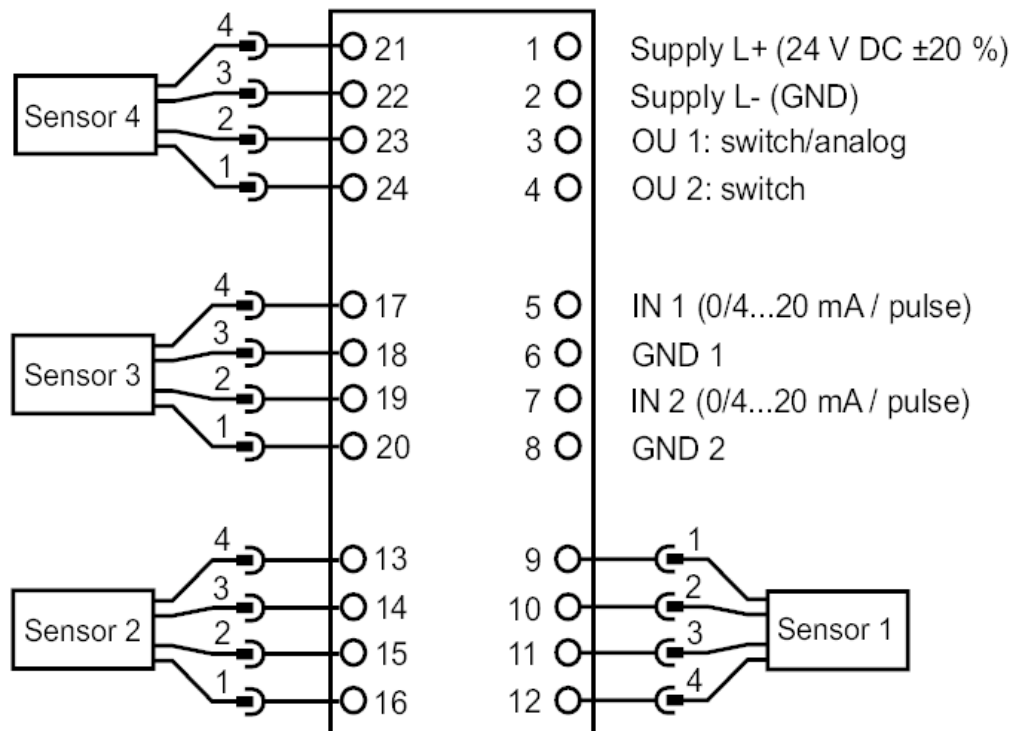 4 21 1 Supply L+ (24 V DC ±20 %)
3 22 2 Supply L- (GND)
Sensor 4
2 23 3 OU 1: switch/analog
1 24 4 OU 2: switch
4 17 5 IN 1 (0/4...20 mA / pulse)
3 18 6 GND 1
Sensor 3
2 19 7 IN 2 (0/4...20 mA / pulse)
1 20 8 GND 2
4 13 9 1
3 14 10 2
Sensor 2 Sensor 1
2 15 11 3
1 16 12 4